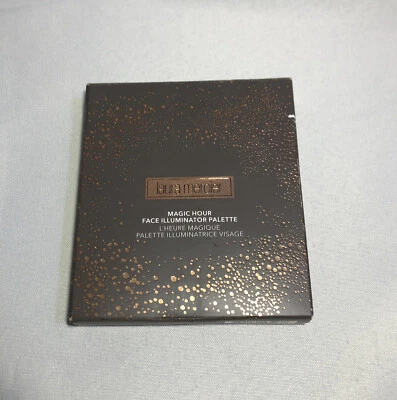 laura mercier
MAGIC HOUR
FACE ILLUMINATOR PALETTE
L'HEURE MAGIQUE
PALETTE ILLUMINATRICE VISAGE